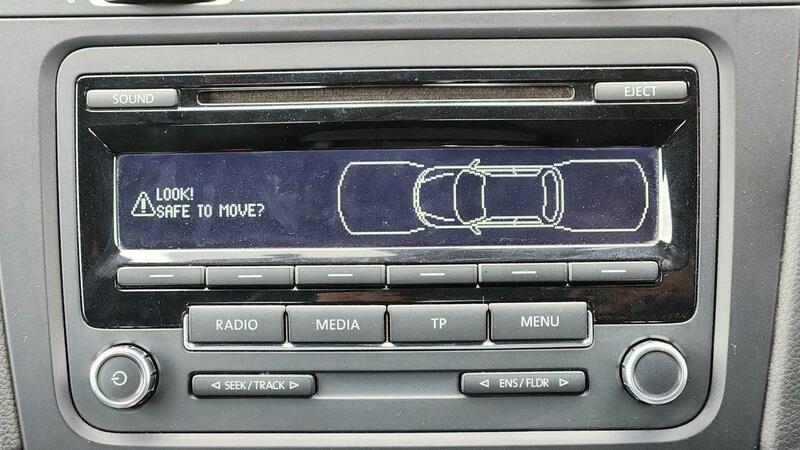 SOUND
EJECT
LOOK!
SAFE TO MOVE?
RADIO
MEDIA
TP
MENU
SEEK/TRACK
ENS/FLDR